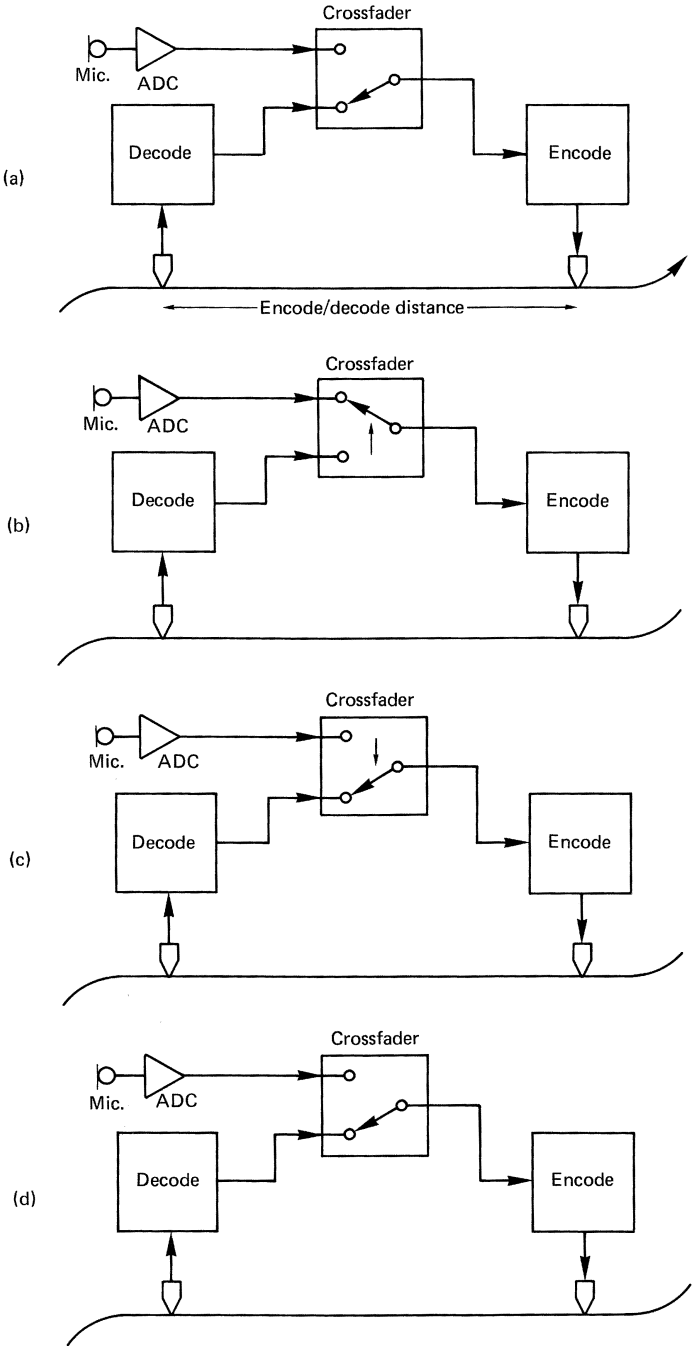 Crossfader
Mic.
ADC
Decode
Encode
(a)
Encode/decode distance
Crossfader
Mic.
ADC
Decode
Encode
(b)
Crossfader
Mic.
ADC
Decode
Encode
(c)
Crossfader
Mic.
ADC
Decode
Encode
(d)